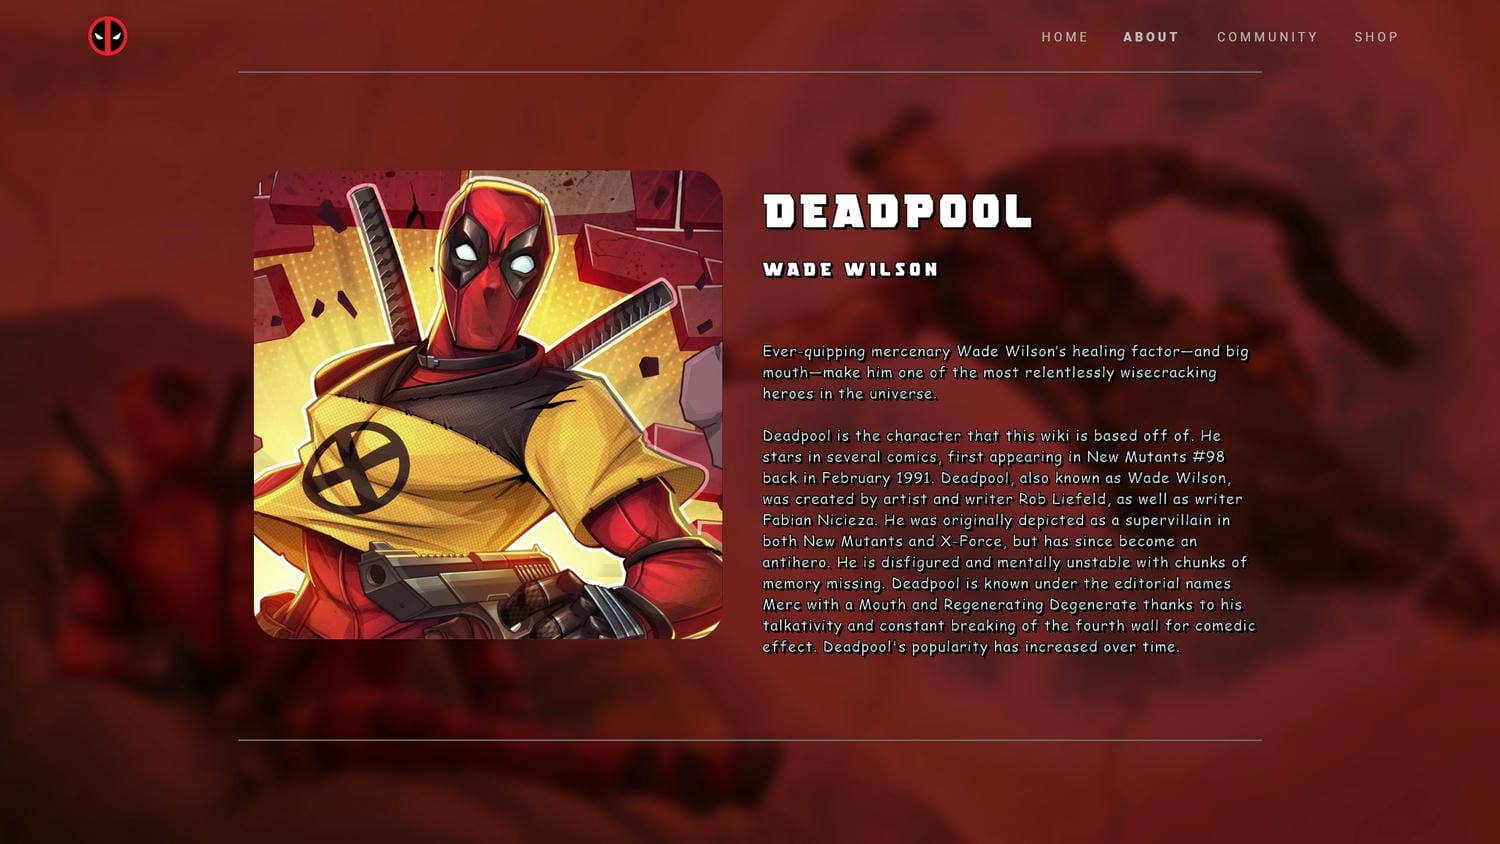 HOME ABOUT COMMUNITY SHOP
DEADPOOL
WADE WILSON
Ever-quipping mercenary Wade Wilson's healing factor—and big
mouth—make him one of the most relentlessly wisecracking
heroes in the universe.
Deadpool is the character that this wiki is based off of. He
stars in several comics, first appearing in New Mutants #98
back in February 1991. Deadpool, also known as Wade Wilson,
was created by artist and writer Rob Liefeld, as well as writer
Fabian Nicieza. He was originally depicted as a supervillain in
both New Mutants and X-Force, but has since become an
antihero. He is disfigured and mentally unstable with chunks of
memory missing. Deadpool is known under the editorial names
Merc with a Mouth and Regenerating Degenerate thanks to his
talkativity and constant breaking of the fourth wall for comedic
effect. Deadpool's popularity has increased over time.